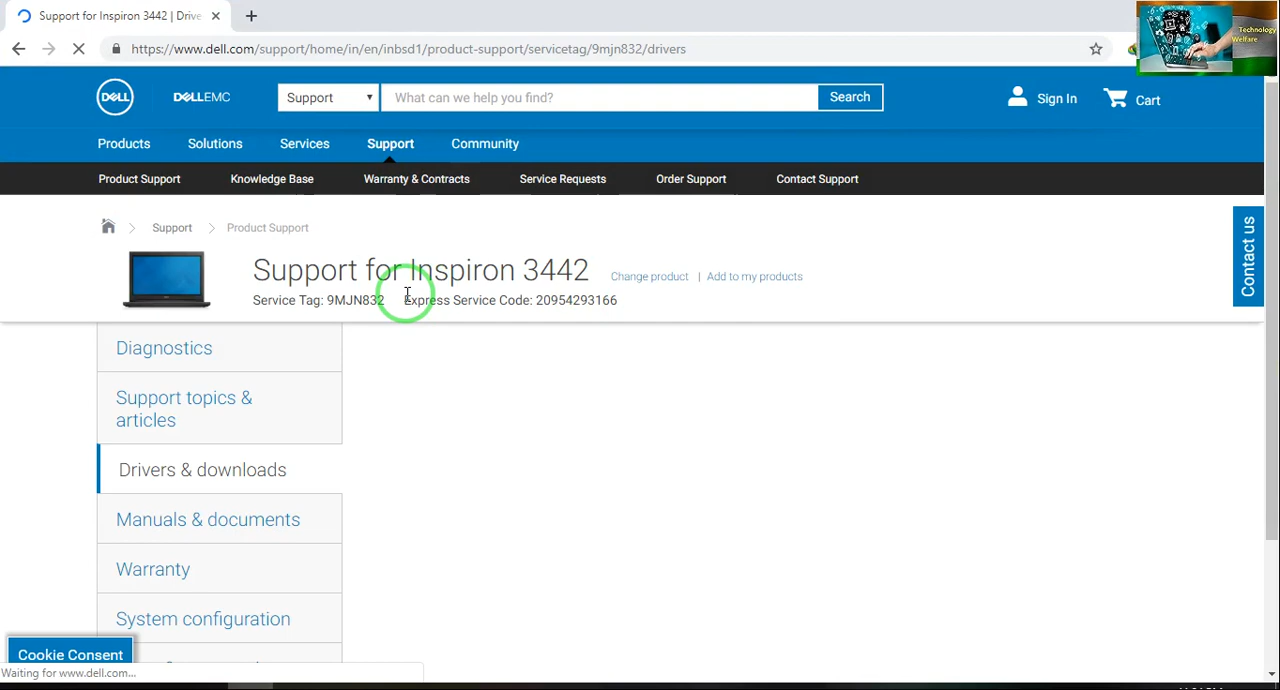 Support for Inspiron 3442 | Drive
https://www.dell.com/support/home/in/en/inbsd1/product-support/servicetag/9mjn832/drivers
Technology
Welfare
DELL
DELLEMC
Support
What can we help you find?
Search
Sign In
Cart
Products
Solutions
Services
Support
Community
Product Support
Knowledge Base
Warranty & Contracts
Service Requests
Order Support
Contact Support
Support
Product Support
Contact us
Support for Inspiron 3442
Change product | Add to my products
Service Tag: 9MJN832
Express Service Code: 20954293166
Diagnostics
Support topics &
articles
Drivers & downloads
Manuals & documents
Warranty
System configuration
Cookie Consent
Waiting for www.dell.com...